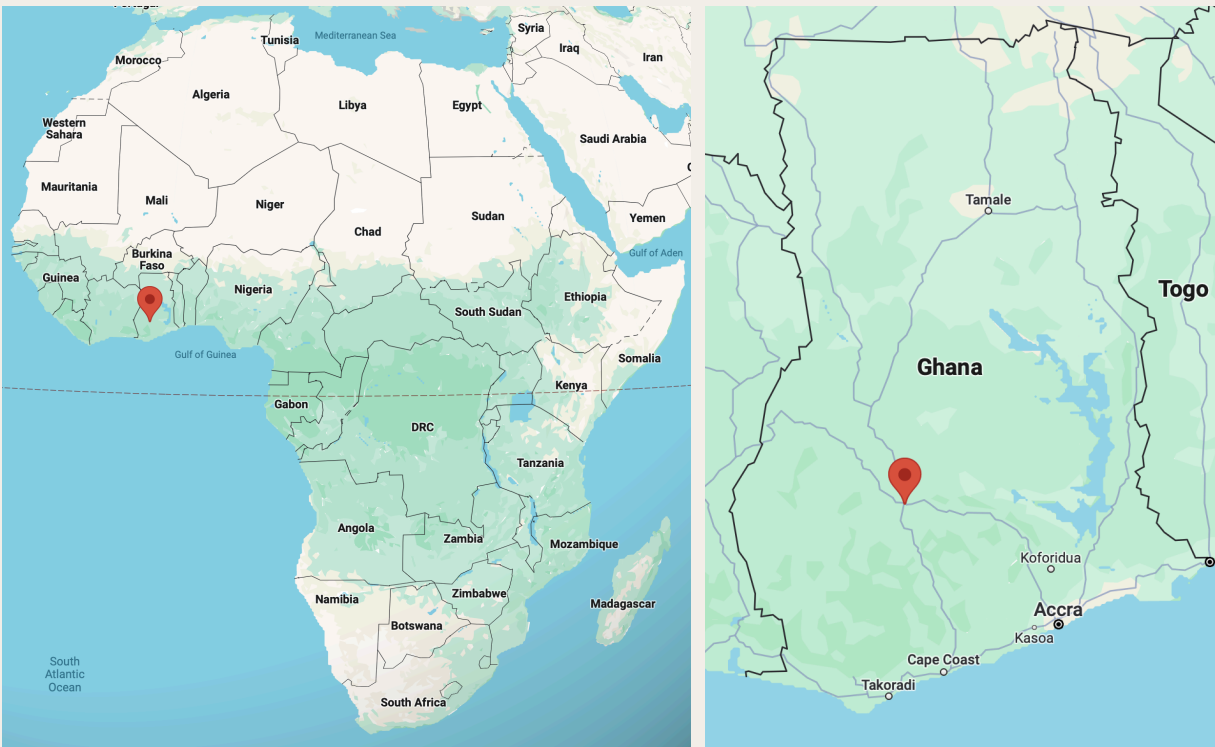 Portugal
Tunisia
Mediterranean Sea
Syria
Iraq
Iran
Morocco
Algeria
Libya
Egypt
Western
Sahara
Saudi Arabia
Mauritania
Mali
Niger
Chad
Sudan
Yemen
Burkina
Faso
Gulf of Aden
Guinea
Nigeria
Ethiopia
South Sudan
Gulf of Guinea
Somalia
Kenya
Gabon
DRC
Tanzania
Angola
Zambia
Mozambique
Namibia
Zimbabwe
Madagascar
Botswana
South
Atlantic
Ocean
South Africa
Tamale
Togo
Ghana
Koforidua
Accra
Kasoa
Cape Coast
Takoradi